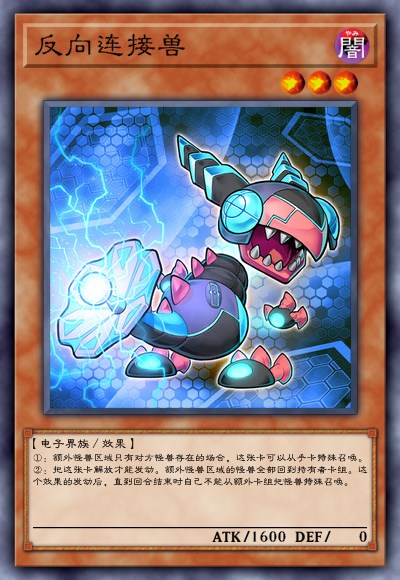 反向连接兽
やみ
闇
【电子界族／效果】
①：额外怪兽区域只有对方怪兽存在的场合，这张卡可以从手卡特殊召唤。
②：把这张卡解放才能发动。额外怪兽区域的怪兽全部回到持有者卡组。这
个效果的发动后，直到回合结束时自己不能从额外卡组把怪兽特殊召唤。
ATK/1600 DEF/ 0